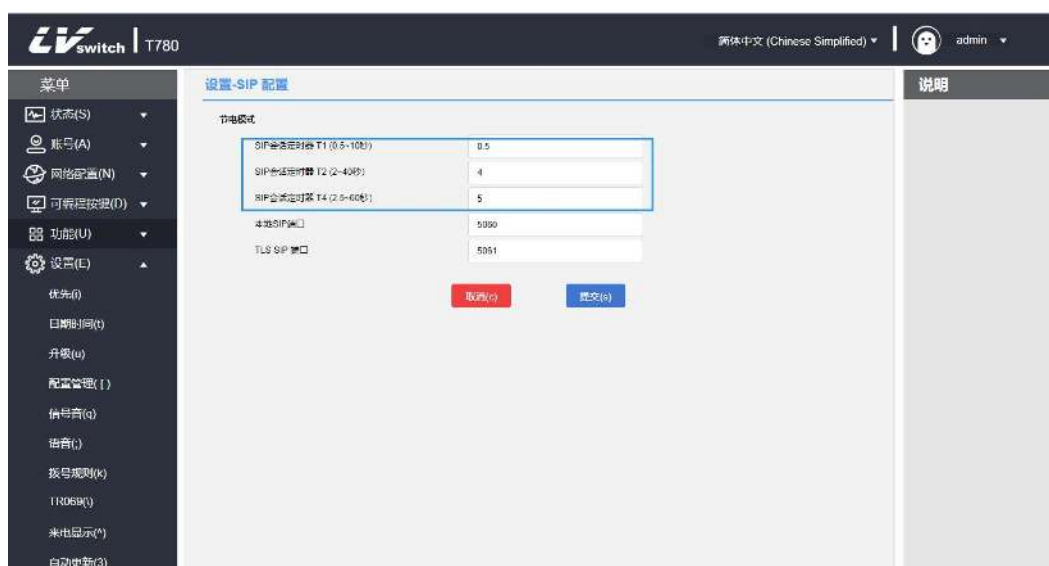 LVswitch | T780
简体中文 (Chinese Simplified)
admin
菜单
设置-SIP 配置
说明
状态(S)
账号(A)
网络配置(N)
可编程按键(D)
功能(U)
设置(E)
优先(i)
日期时间(t)
升级(u)
配置管理([)
信号音(q)
语音(;)
拨号规则(k)
TR069(\)
来电显示(^)
自动更新(3)
节电模式
SIP会话定时器 T1 (0.5~10秒)
0.5
SIP会话定时器 T2 (2~40秒)
4
SIP会话定时器 T4 (2.5~60秒)
5
本地SIP端口
5060
TLS SIP 端口
5061
取消(c)
提交(s)